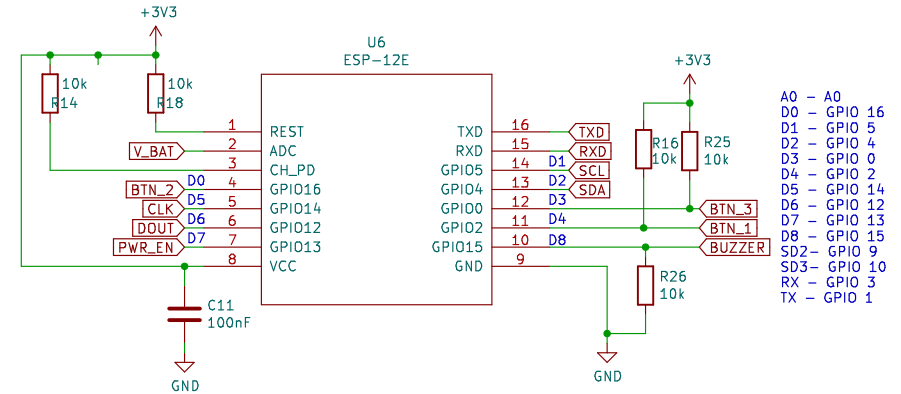 +3V3
U6
ESP-12E
+3V3
10k
R14
10k
R18
1 REST
V_BAT 2 ADC
3 CH_PD
BTN_2 D0 4 GPIO16
CLK D5 5 GPIO14
DOUT D6 6 GPIO12
PWR_EN D7 7 GPIO13
8 VCC
TXD 16 TXD
RXD 15 RXD
GPIO5 14 D1 SCL
GPIO4 13 D2 SDA
GPIO0 12 D3 BTN_3
GPIO2 11 D4 BTN_1
GPIO15 10 D8 BUZZER
GND 9
R16
10k
R25
10k
R26
10k
C11
100nF
GND
GND
A0 - A0
D0 - GPIO 16
D1 - GPIO 5
D2 - GPIO 4
D3 - GPIO 0
D4 - GPIO 2
D5 - GPIO 14
D6 - GPIO 12
D7 - GPIO 13
D8 - GPIO 15
SD2- GPIO 9
SD3- GPIO 10
RX - GPIO 3
TX - GPIO 1